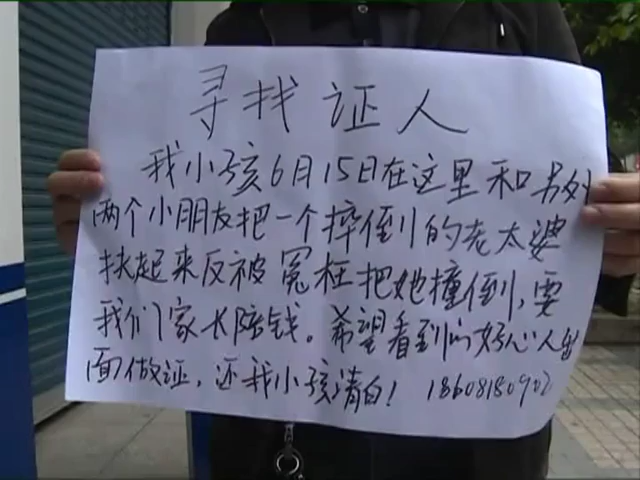 寻找证人
我小孩6月15日在这里和另外
两个小朋友把一个摔倒的老太婆
扶起来反被冤枉把她撞倒,要
我们家长陪钱。希望看到的好心人出
面做证,还我小孩清白! 18608180902